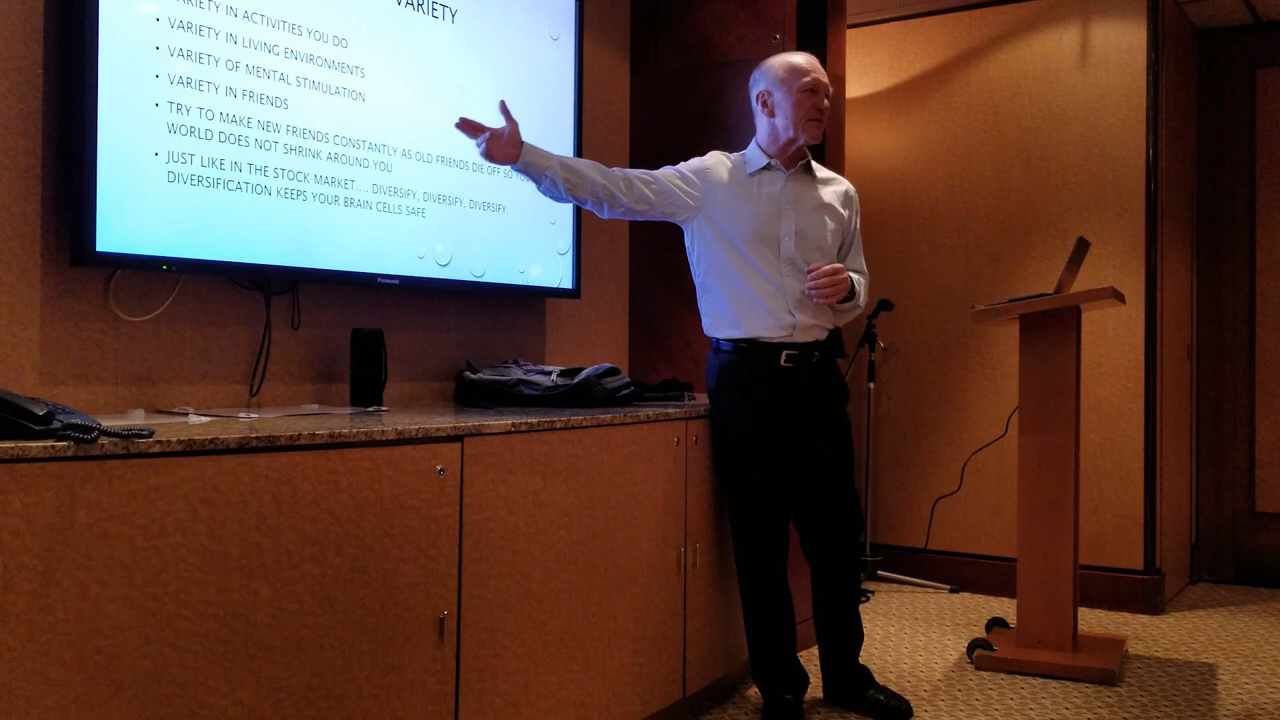 VARIETY
VARIETY IN ACTIVITIES YOU DO
• VARIETY IN LIVING ENVIRONMENTS
• VARIETY OF MENTAL STIMULATION
• VARIETY IN FRIENDS
• TRY TO MAKE NEW FRIENDS CONSTANTLY AS OLD FRIENDS DIE OFF SO
WORLD DOES NOT SHRINK AROUND YOU
• JUST LIKE IN THE STOCK MARKET.... DIVERSIFY, DIVERSIFY, DIVERSIFY.
DIVERSIFICATION KEEPS YOUR BRAIN CELLS SAFE
Panasonic